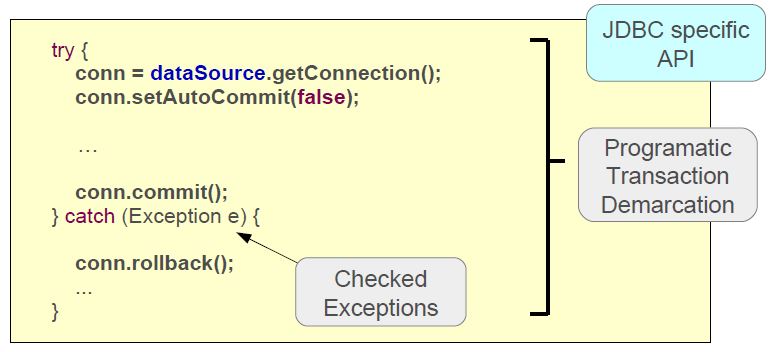 try {
conn = dataSource.getConnection();
conn.setAutoCommit(false);
...
conn.commit();
} catch (Exception e) {
conn.rollback();
...
}
JDBC specific
API
Programatic
Transaction
Demarcation
Checked
Exceptions